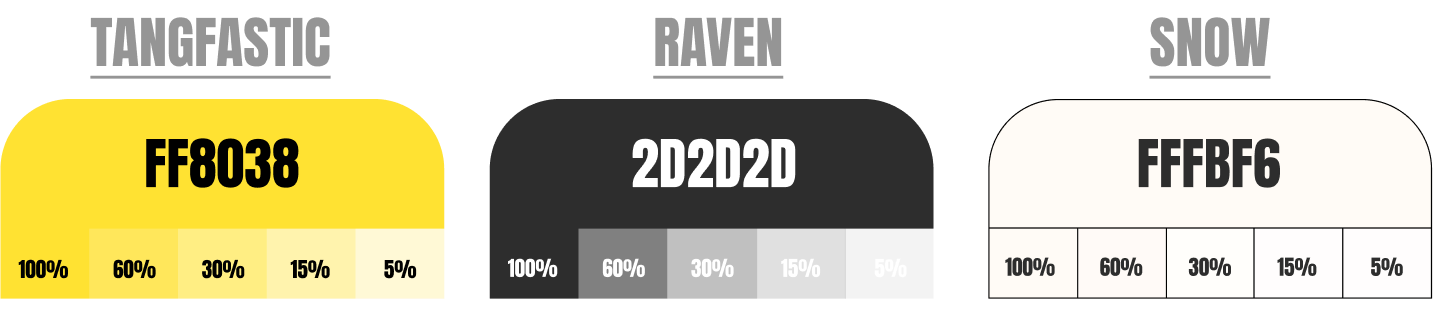 TANGFASTIC
RAVEN
SNOW
FF8038
2D2D2D
FFFBF6
100% 60% 30% 15% 5%
100% 60% 30% 15% 5%
100% 60% 30% 15% 5%